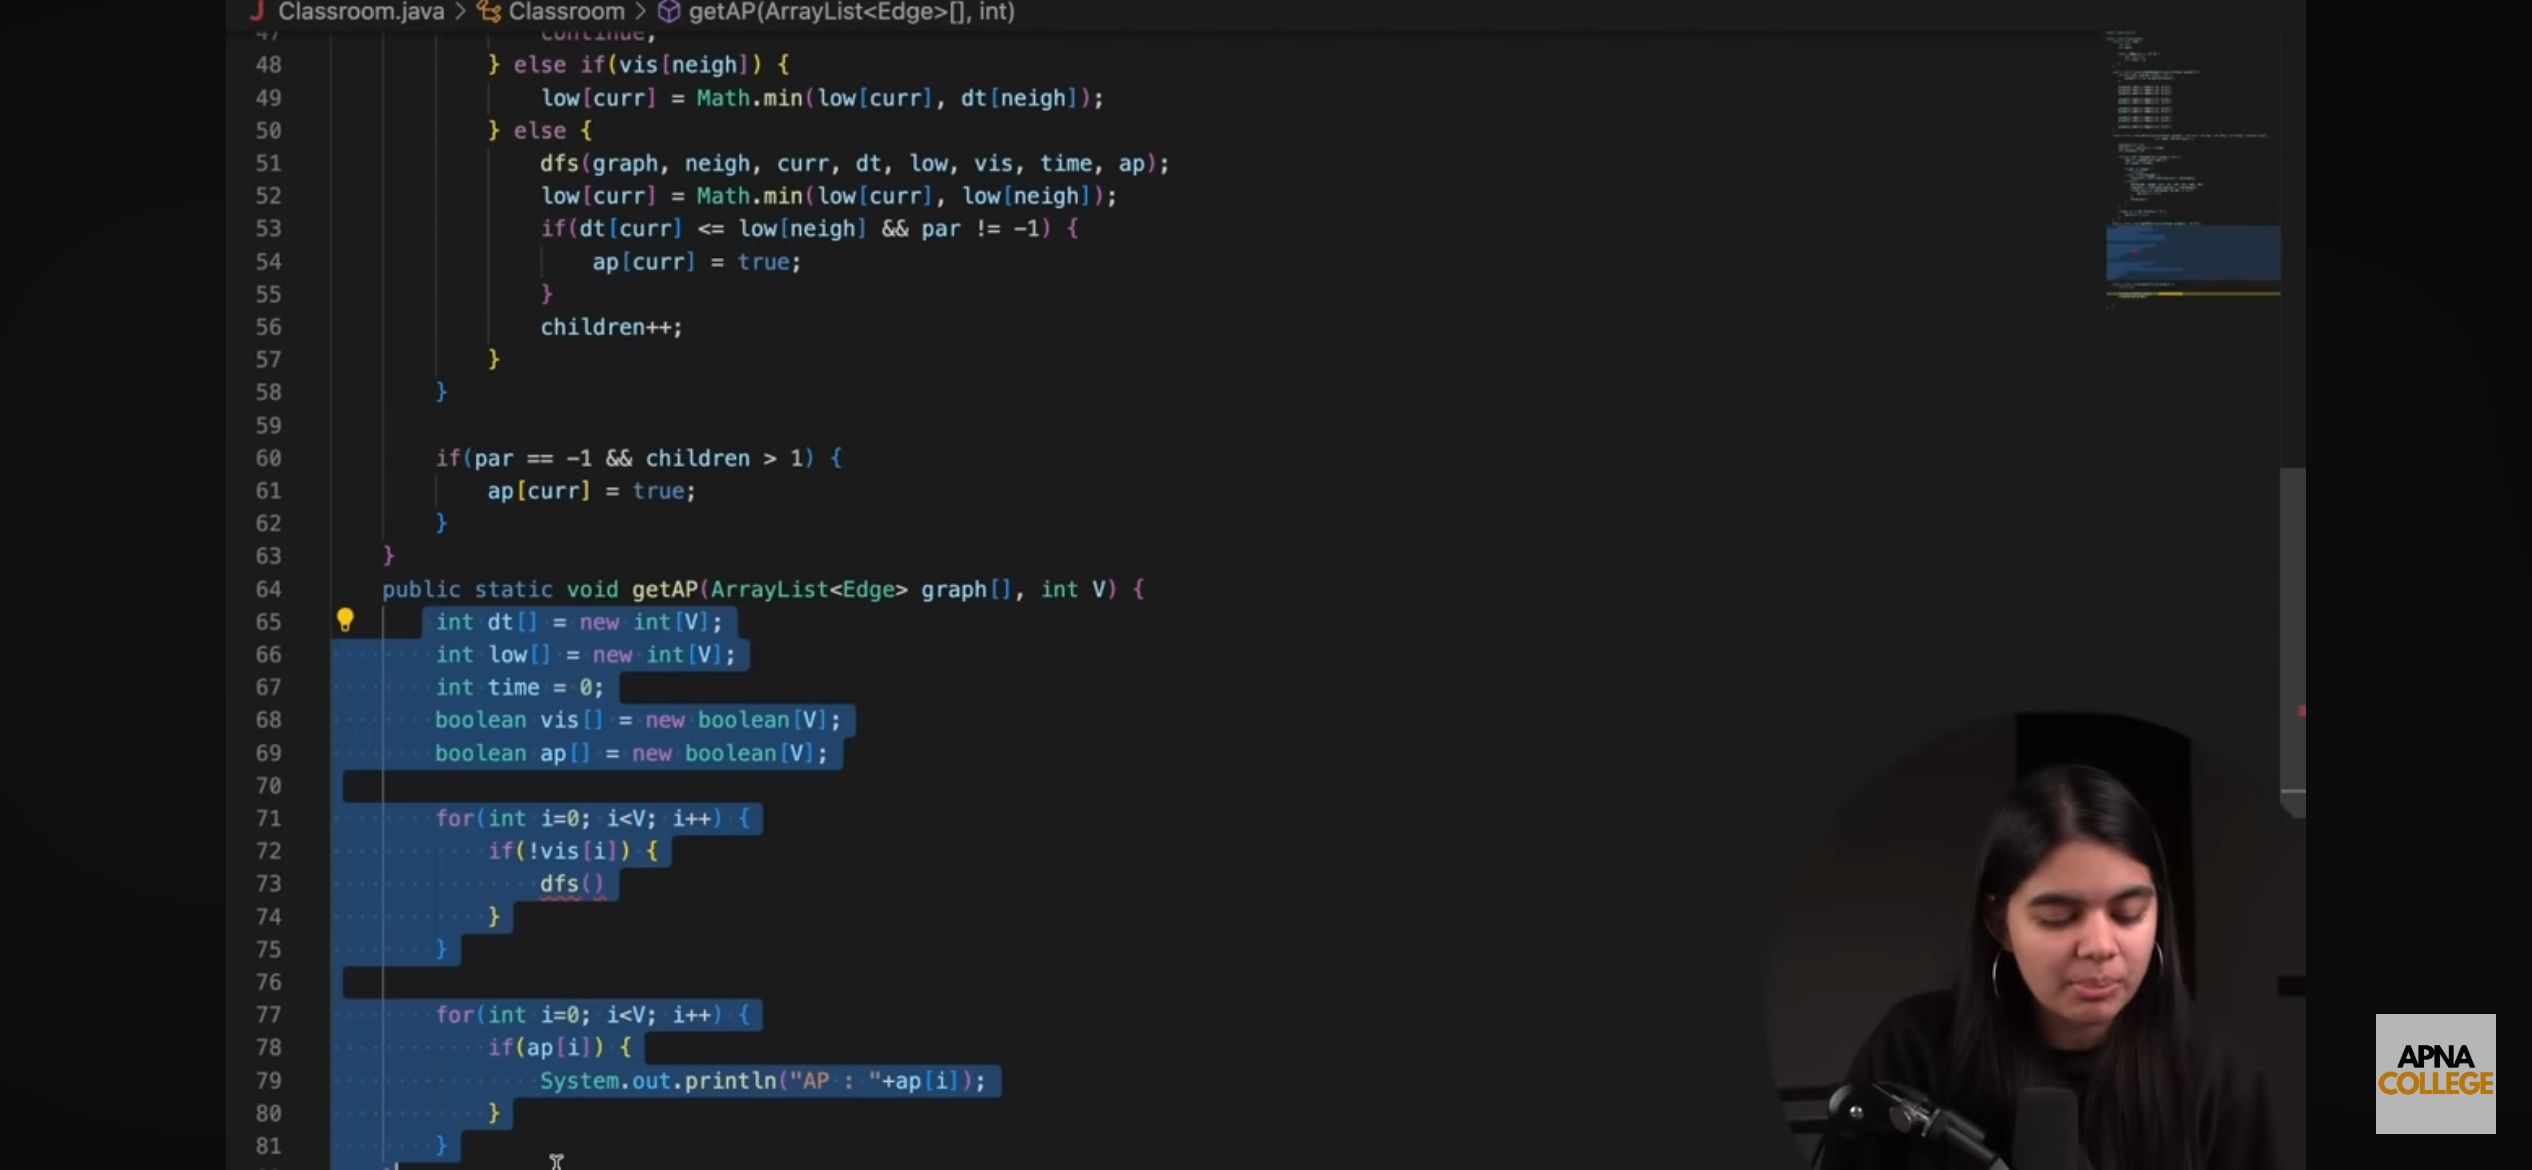 Classroom.java > Classroom > getAP(ArrayList<Edge>[], int)
47 continue;
48 } else if(vis[neigh]) {
49 low[curr] = Math.min(low[curr], dt[neigh]);
50 } else {
51 dfs(graph, neigh, curr, dt, low, vis, time, ap);
52 low[curr] = Math.min(low[curr], low[neigh]);
53 if(dt[curr] <= low[neigh] && par != -1) {
54 ap[curr] = true;
55 }
56 children++;
57 }
58 }
59
60 if(par == -1 && children > 1) {
61 ap[curr] = true;
62 }
63 }
64 public static void getAP(ArrayList<Edge> graph[], int V) {
65 int dt[] = new int[V];
66 int low[] = new int[V];
67 int time = 0;
68 boolean vis[] = new boolean[V];
69 boolean ap[] = new boolean[V];
70
71 for(int i=0; i<V; i++) {
72 if(!vis[i]) {
73 dfs()
74 }
75 }
76
77 for(int i=0; i<V; i++) {
78 if(ap[i]) {
79 System.out.println("AP : "+ap[i]);
80 }
81 }
APNA
COLLEGE